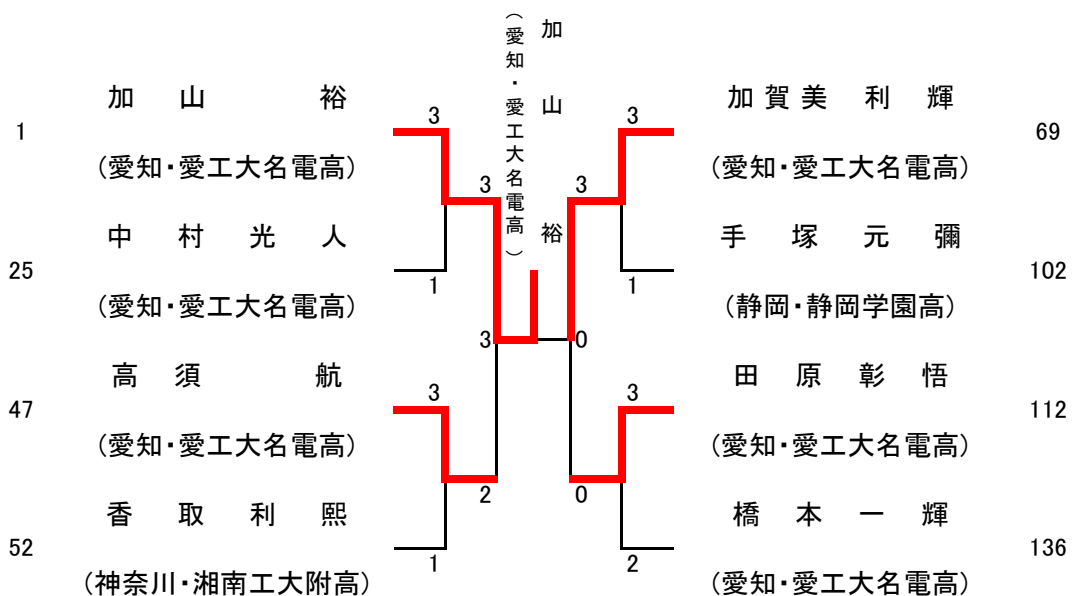 加山裕
(愛知・愛工大名電高)
1
加山 裕
(愛知・愛工大名電高)
3
25
中村光人
(愛知・愛工大名電高)
1
3
47
高須 航
(愛知・愛工大名電高)
3
52
香取利熙
(神奈川・湘南工大附高)
1
2
3
0
加賀美利輝
(愛知・愛工大名電高)
69
3
手塚元彌
(静岡・静岡学園高)
102
1
3
田原彰悟
(愛知・愛工大名電高)
112
3
橋本一輝
(愛知・愛工大名電高)
136
2
0